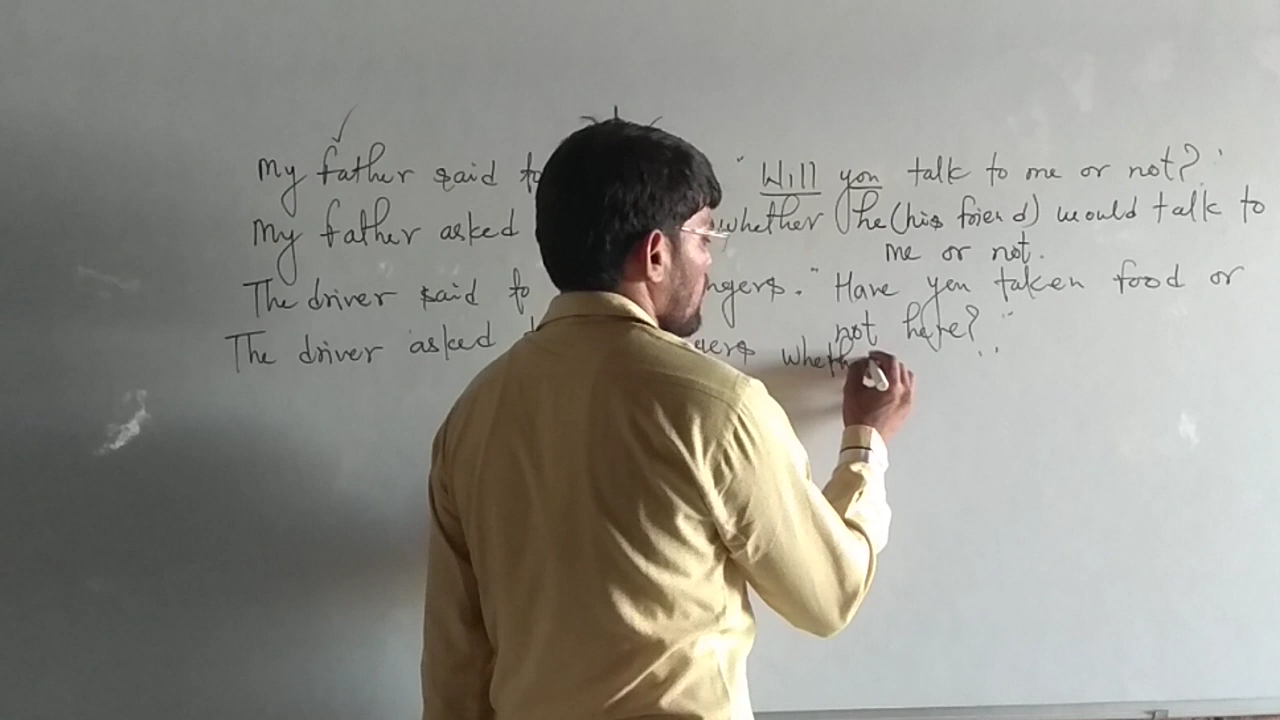 My father said to " Will you talk to me or not?"
My father asked whether he (his friend) would talk to
me or not.
The driver said to ngers. "Have you taken food or
not here?"
The driver asked gers wheth